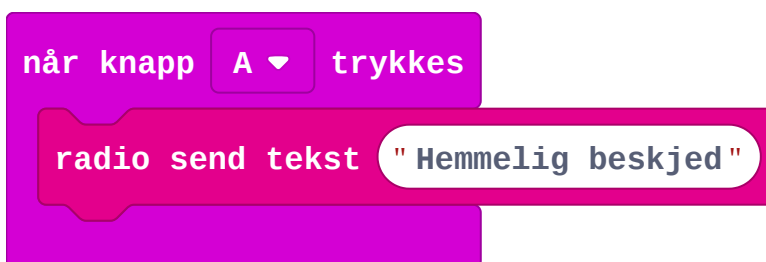 når knapp A trykkes
radio send tekst "Hemmelig beskjed"